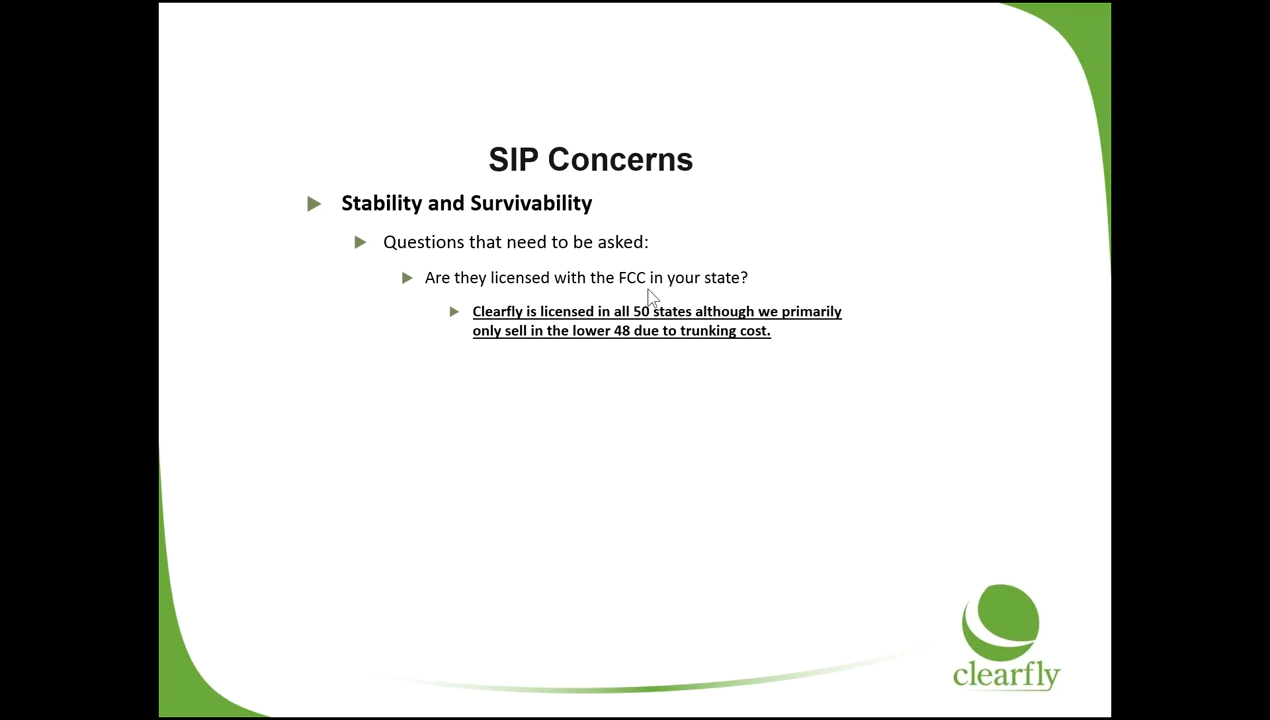 SIP Concerns
Stability and Survivability
Questions that need to be asked:
Are they licensed with the FCC in your state?
Clearfly is licensed in all 50 states although we primarily
only sell in the lower 48 due to trunking cost.
clearfly